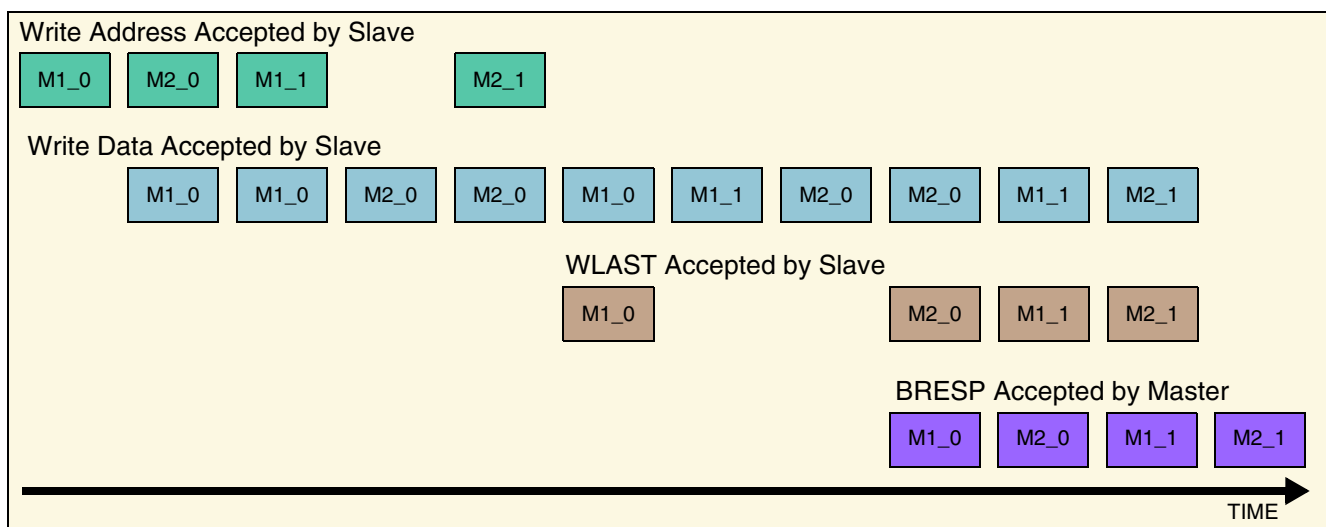 Write Address Accepted by Slave
M1_0 M2_0 M1_1 M2_1
Write Data Accepted by Slave
M1_0 M1_0 M2_0 M2_0 M1_0 M1_1 M2_0 M2_0 M1_1 M2_1
WLAST Accepted by Slave
M1_0 M2_0 M1_1 M2_1
BRESP Accepted by Master
M1_0 M2_0 M1_1 M2_1
TIME